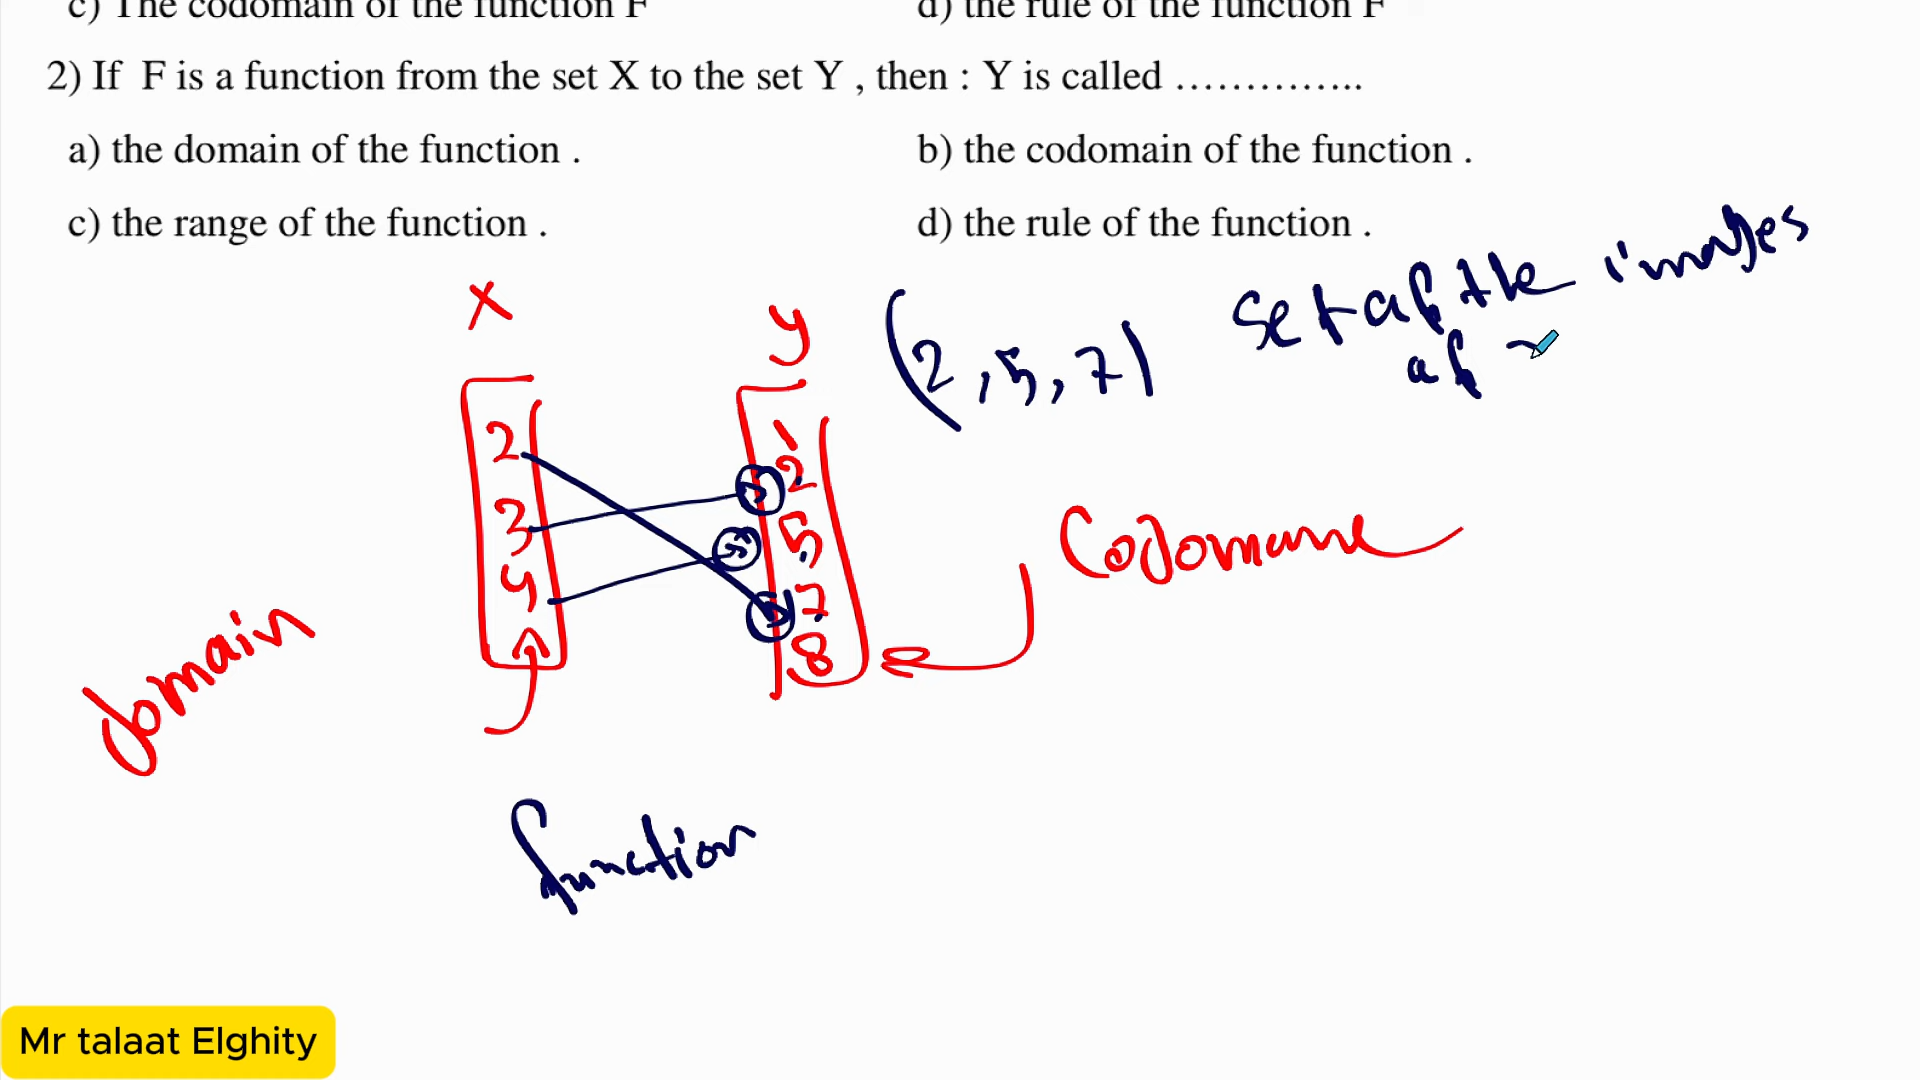 c) The codomain of the function F
d) the rule of the function F
2) If F is a function from the set X to the set Y , then : Y is called …………..
a) the domain of the function .
b) the codomain of the function .
c) the range of the function .
d) the rule of the function .
x
y
(2, 5, 7)
set of the images
of
2
3
4
1
2
5
7
8
Codomane
domain
function
Mr talaat Elghity